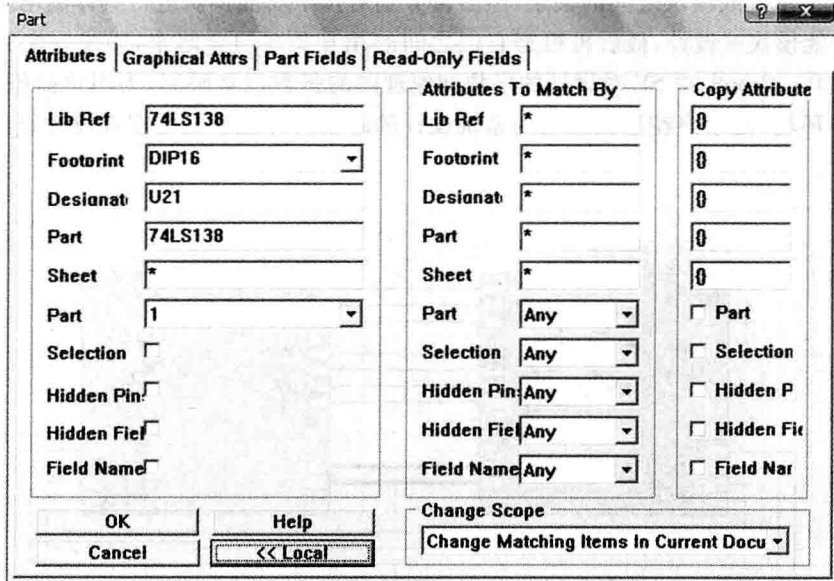 Part
?
Attributes
Graphical Attrs
Part Fields
Read-Only Fields
Lib Ref
74LS138
Footprint
DIP16
Designat
U21
Part
74LS138
Sheet
*
Part
1
Selection
Hidden Pin
Hidden Fiel
Field Name
OK
Help
Cancel
<< Local
Attributes To Match By
Lib Ref
*
Footprint
*
Designat
*
Part
*
Sheet
*
Part
Any
Selection
Any
Hidden Pin
Any
Hidden Fiel
Any
Field Name
Any
Copy Attribute
{}
{}
{}
{}
{}
Part
Selection
Hidden P
Hidden Fie
Field Nar
Change Scope
Change Matching Items In Current Docu